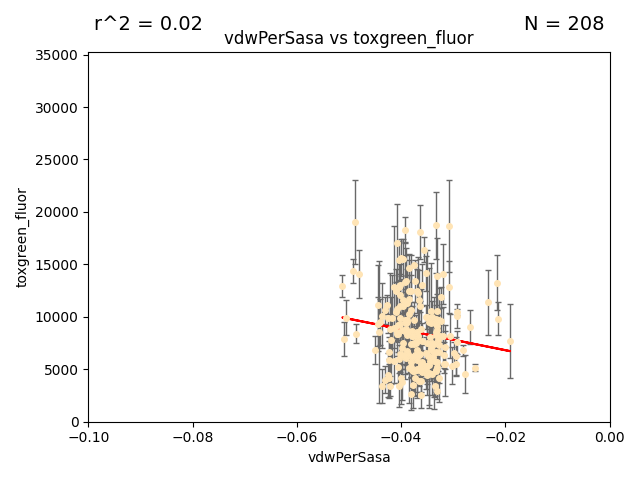 r^2 = 0.02
N = 208
vdwPerSasa vs toxgreen_fluor
35000
30000
25000
20000
15000
10000
5000
0
toxgreen_fluor
−0.10
−0.08
−0.06
−0.04
−0.02
0.00
vdwPerSasa